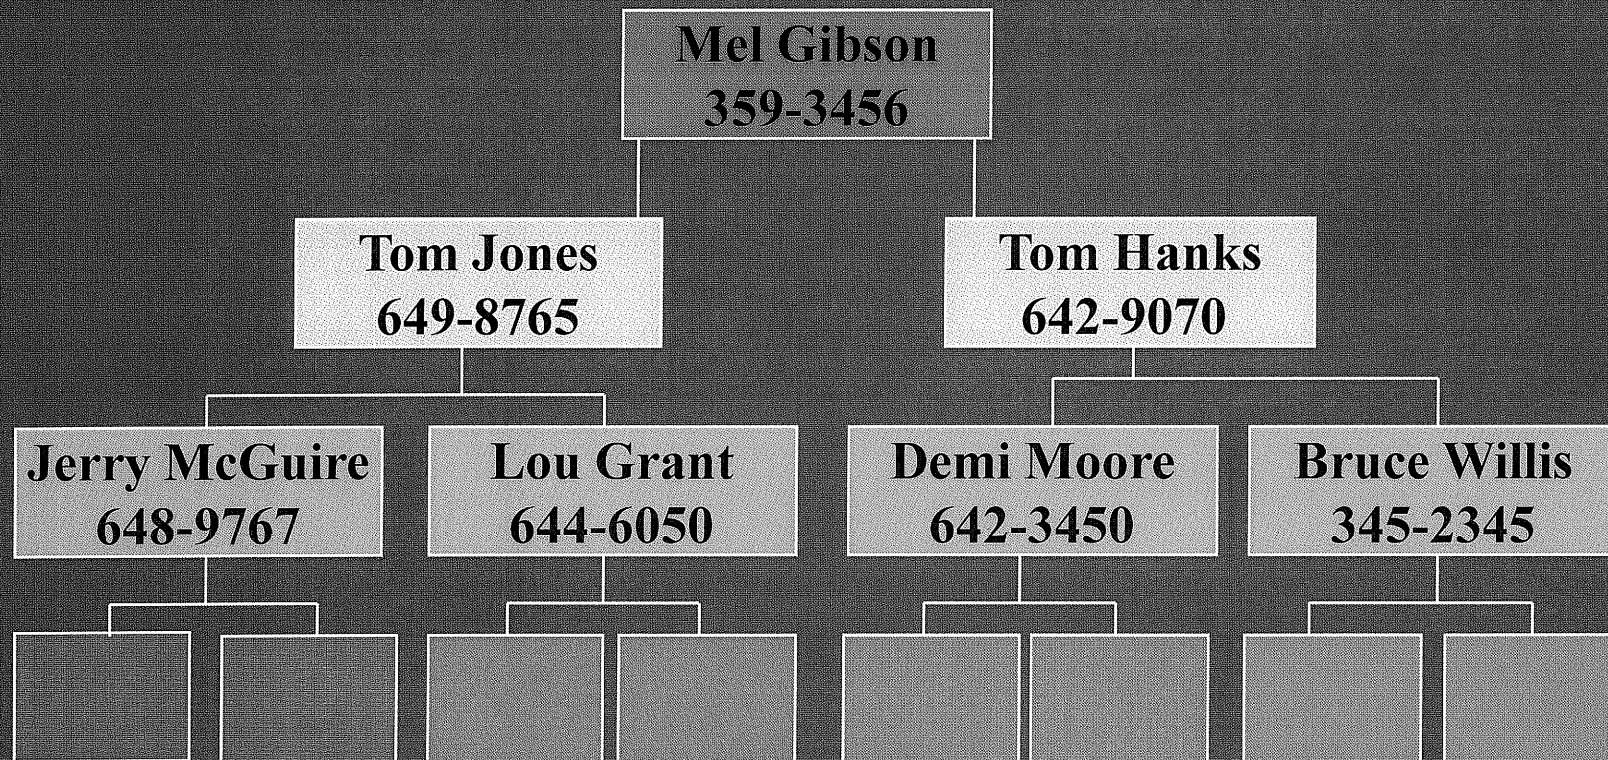 Mel Gibson
359-3456
Tom Jones
649-8765
Tom Hanks
642-9070
Jerry McGuire
648-9767
Lou Grant
644-6050
Demi Moore
642-3450
Bruce Willis
345-2345